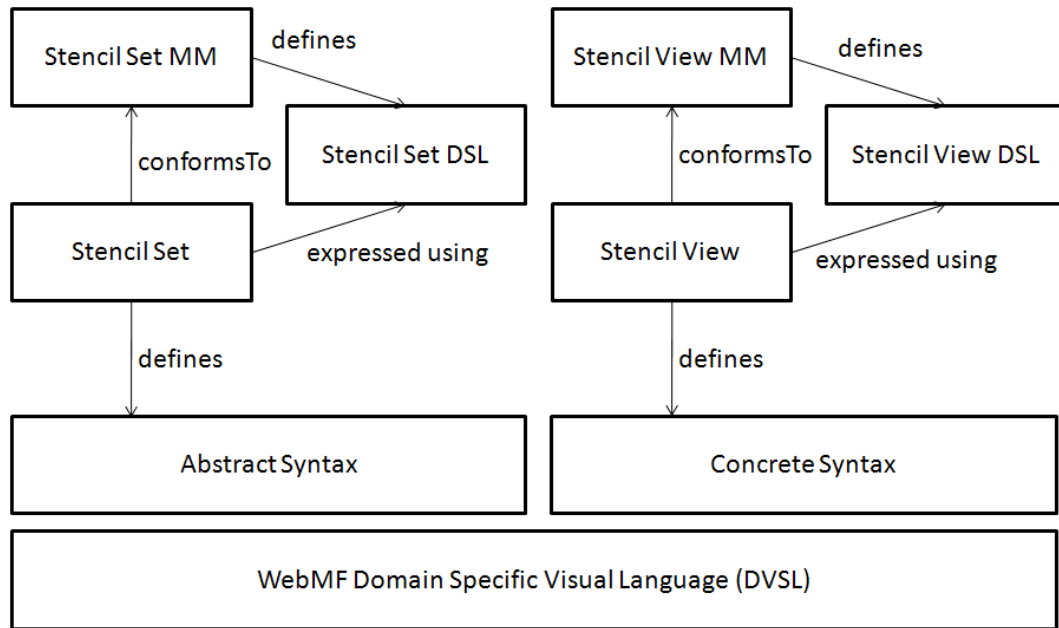 Stencil Set MM
defines
Stencil Set DSL
conformsTo
Stencil Set
expressed using
defines
Abstract Syntax
Stencil View MM
defines
Stencil View DSL
conformsTo
Stencil View
expressed using
defines
Concrete Syntax
WebMF Domain Specific Visual Language (DVSL)